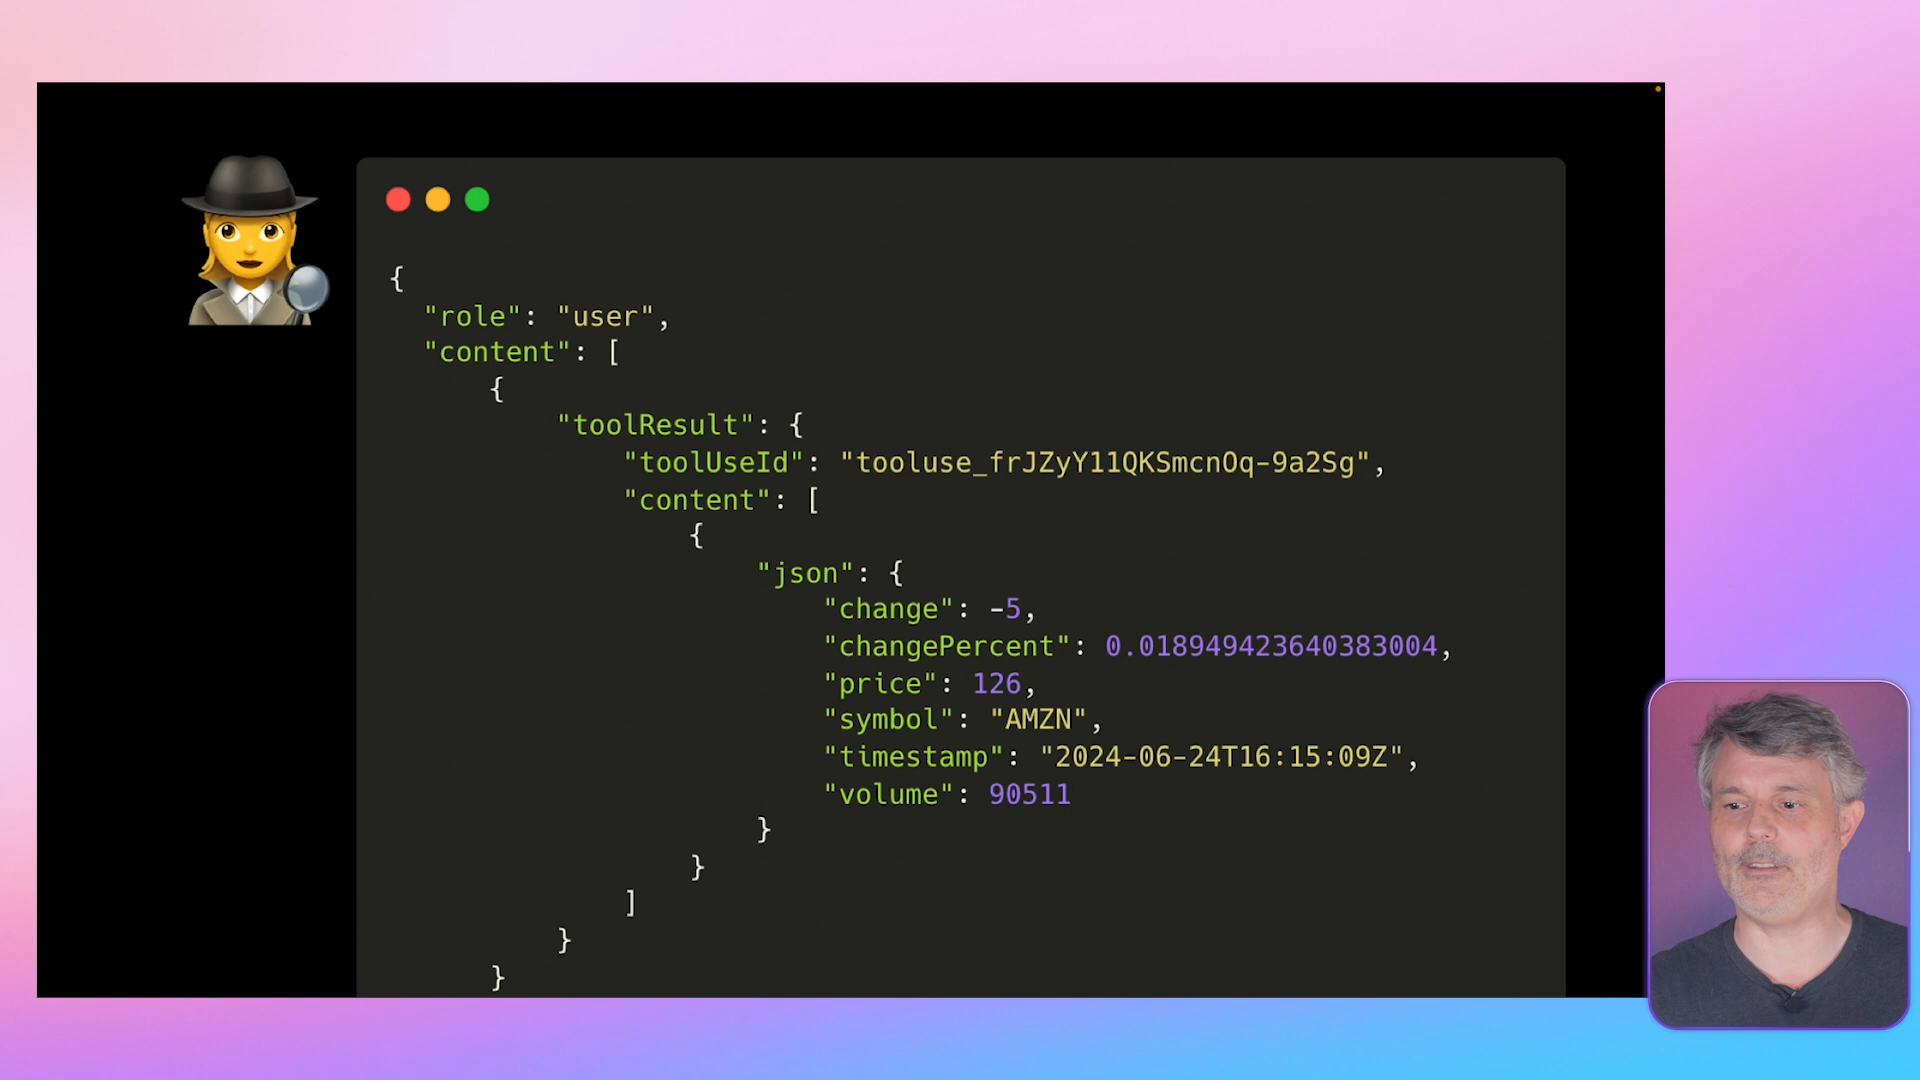 {
"role": "user",
"content": [
{
"toolResult": {
"toolUseId": "tooluse_frJZyY11QKSmcnOq-9a2Sg",
"content": [
{
"json": {
"change": -5,
"changePercent": 0.018949423640383004,
"price": 126,
"symbol": "AMZN",
"timestamp": "2024-06-24T16:15:09Z",
"volume": 90511
}
}
]
}
}